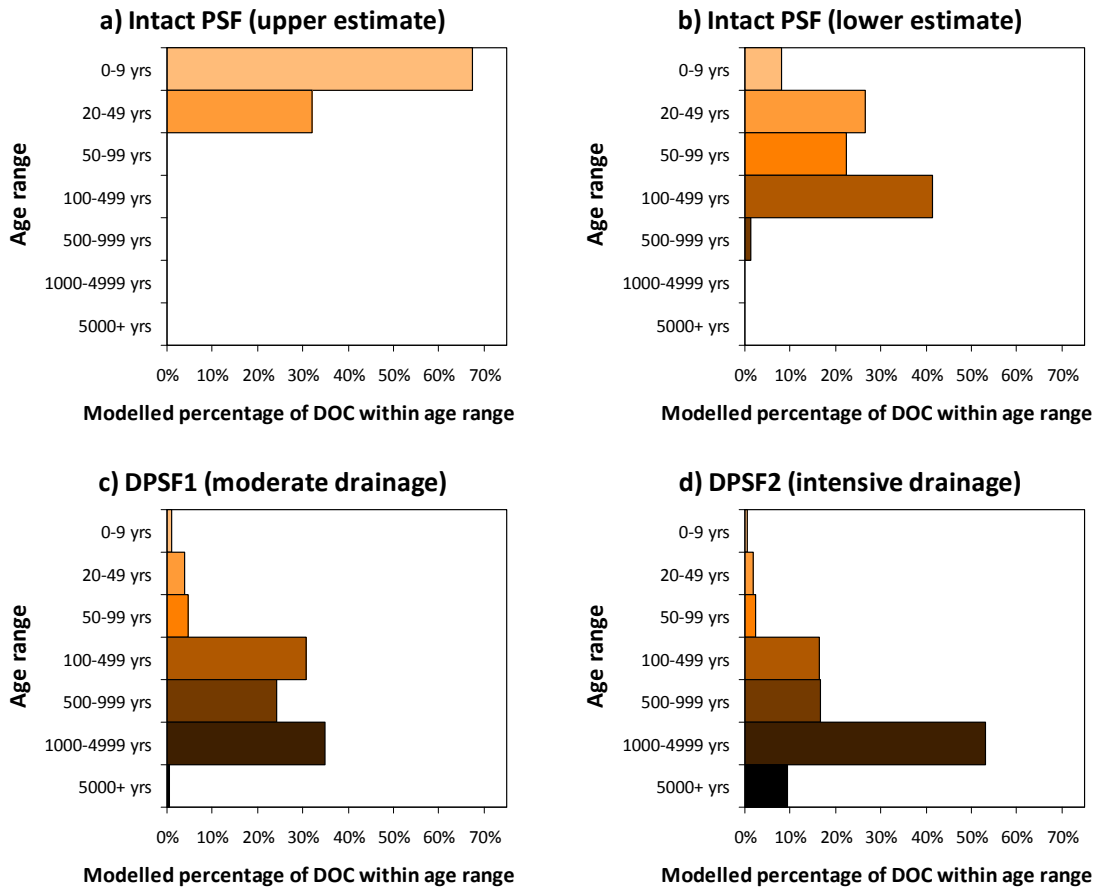 a) Intact PSF (upper estimate)
Age range
0-9 yrs
20-49 yrs
50-99 yrs
100-499 yrs
500-999 yrs
1000-4999 yrs
5000+ yrs
0% 10% 20% 30% 40% 50% 60% 70%
Modelled percentage of DOC within age range
b) Intact PSF (lower estimate)
Age range
0-9 yrs
20-49 yrs
50-99 yrs
100-499 yrs
500-999 yrs
1000-4999 yrs
5000+ yrs
0% 10% 20% 30% 40% 50% 60% 70%
Modelled percentage of DOC within age range
c) DPSF1 (moderate drainage)
Age range
0-9 yrs
20-49 yrs
50-99 yrs
100-499 yrs
500-999 yrs
1000-4999 yrs
5000+ yrs
0% 10% 20% 30% 40% 50% 60% 70%
Modelled percentage of DOC within age range
d) DPSF2 (intensive drainage)
Age range
0-9 yrs
20-49 yrs
50-99 yrs
100-499 yrs
500-999 yrs
1000-4999 yrs
5000+ yrs
0% 10% 20% 30% 40% 50% 60% 70%
Modelled percentage of DOC within age range